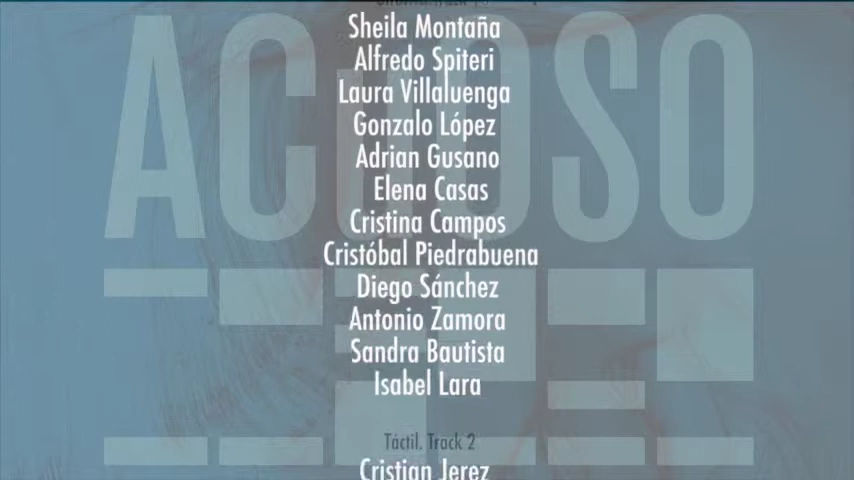 ACUOSO
Sheila Montaña
Alfredo Spiteri
Laura Villaluenga
Gonzalo López
Adrian Gusano
Elena Casas
Cristina Campos
Cristóbal Piedrabuena
Diego Sánchez
Antonio Zamora
Sandra Bautista
Isabel Lara
Táctil. Track 2
Cristian Jerez